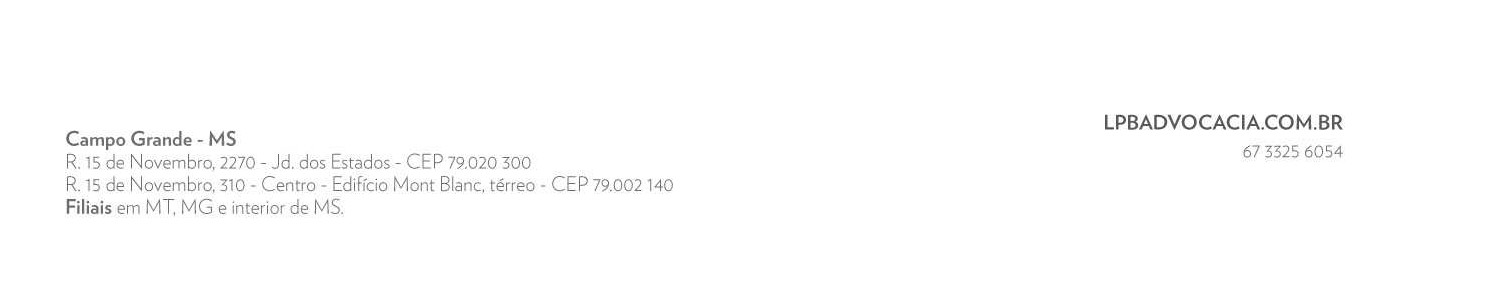 Campo Grande - MS
R. 15 de Novembro, 2270 - Jd. dos Estados - CEP 79.020 300
R. 15 de Novembro, 310 - Centro - Edifício Mont Blanc, térreo - CEP 79.002 140
Filiais em MT, MG e interior de MS.
LPBADVOCACIA.COM.BR
67 3325 6054